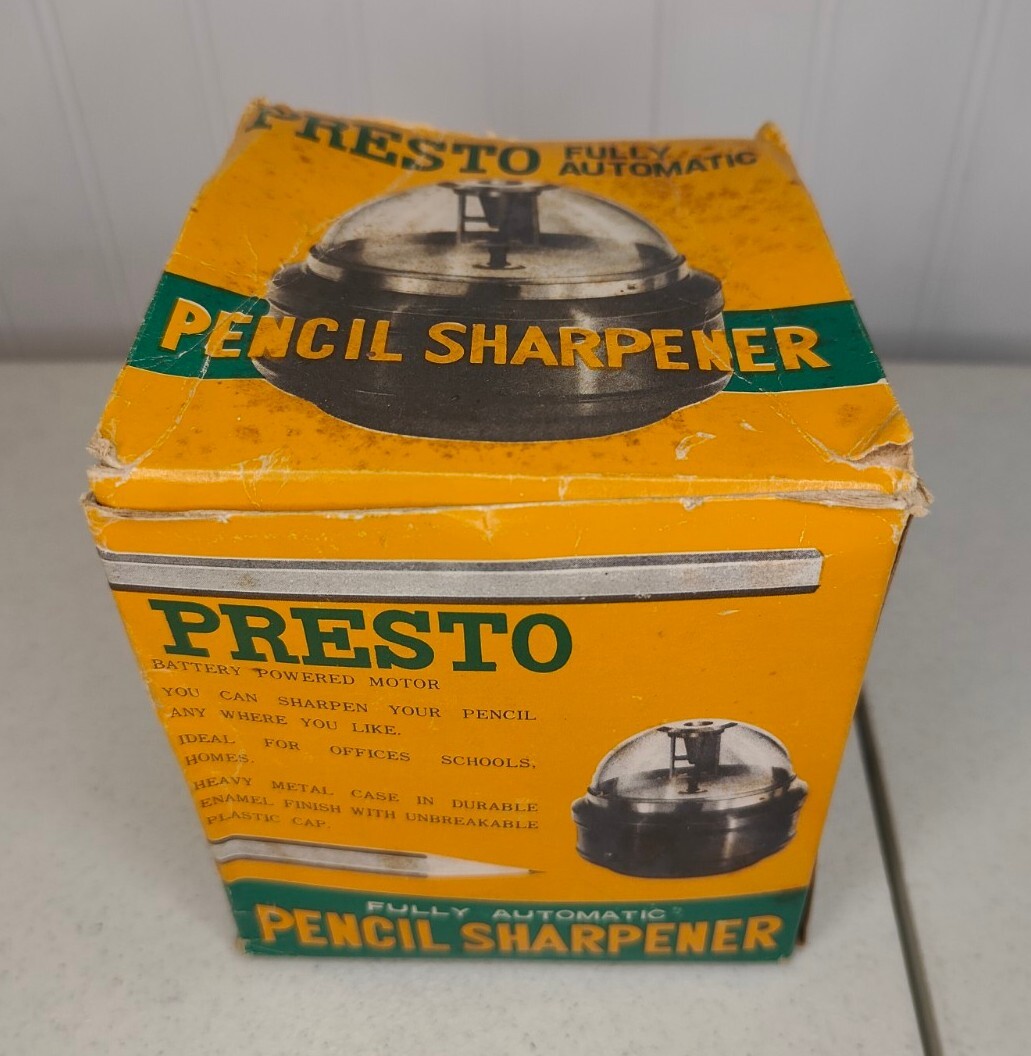 PRESTO FULLY
AUTOMATIC
PENCIL SHARPENER
PRESTO
BATTERY POWERED MOTOR
YOU CAN SHARPEN YOUR PENCIL
ANY WHERE YOU LIKE.
IDEAL FOR OFFICES SCHOOLS,
HOMES.
HEAVY METAL CASE IN DURABLE
ENAMEL FINISH WITH UNBREAKABLE
PLASTIC CAP.
FULLY AUTOMATIC
PENCIL SHARPENER